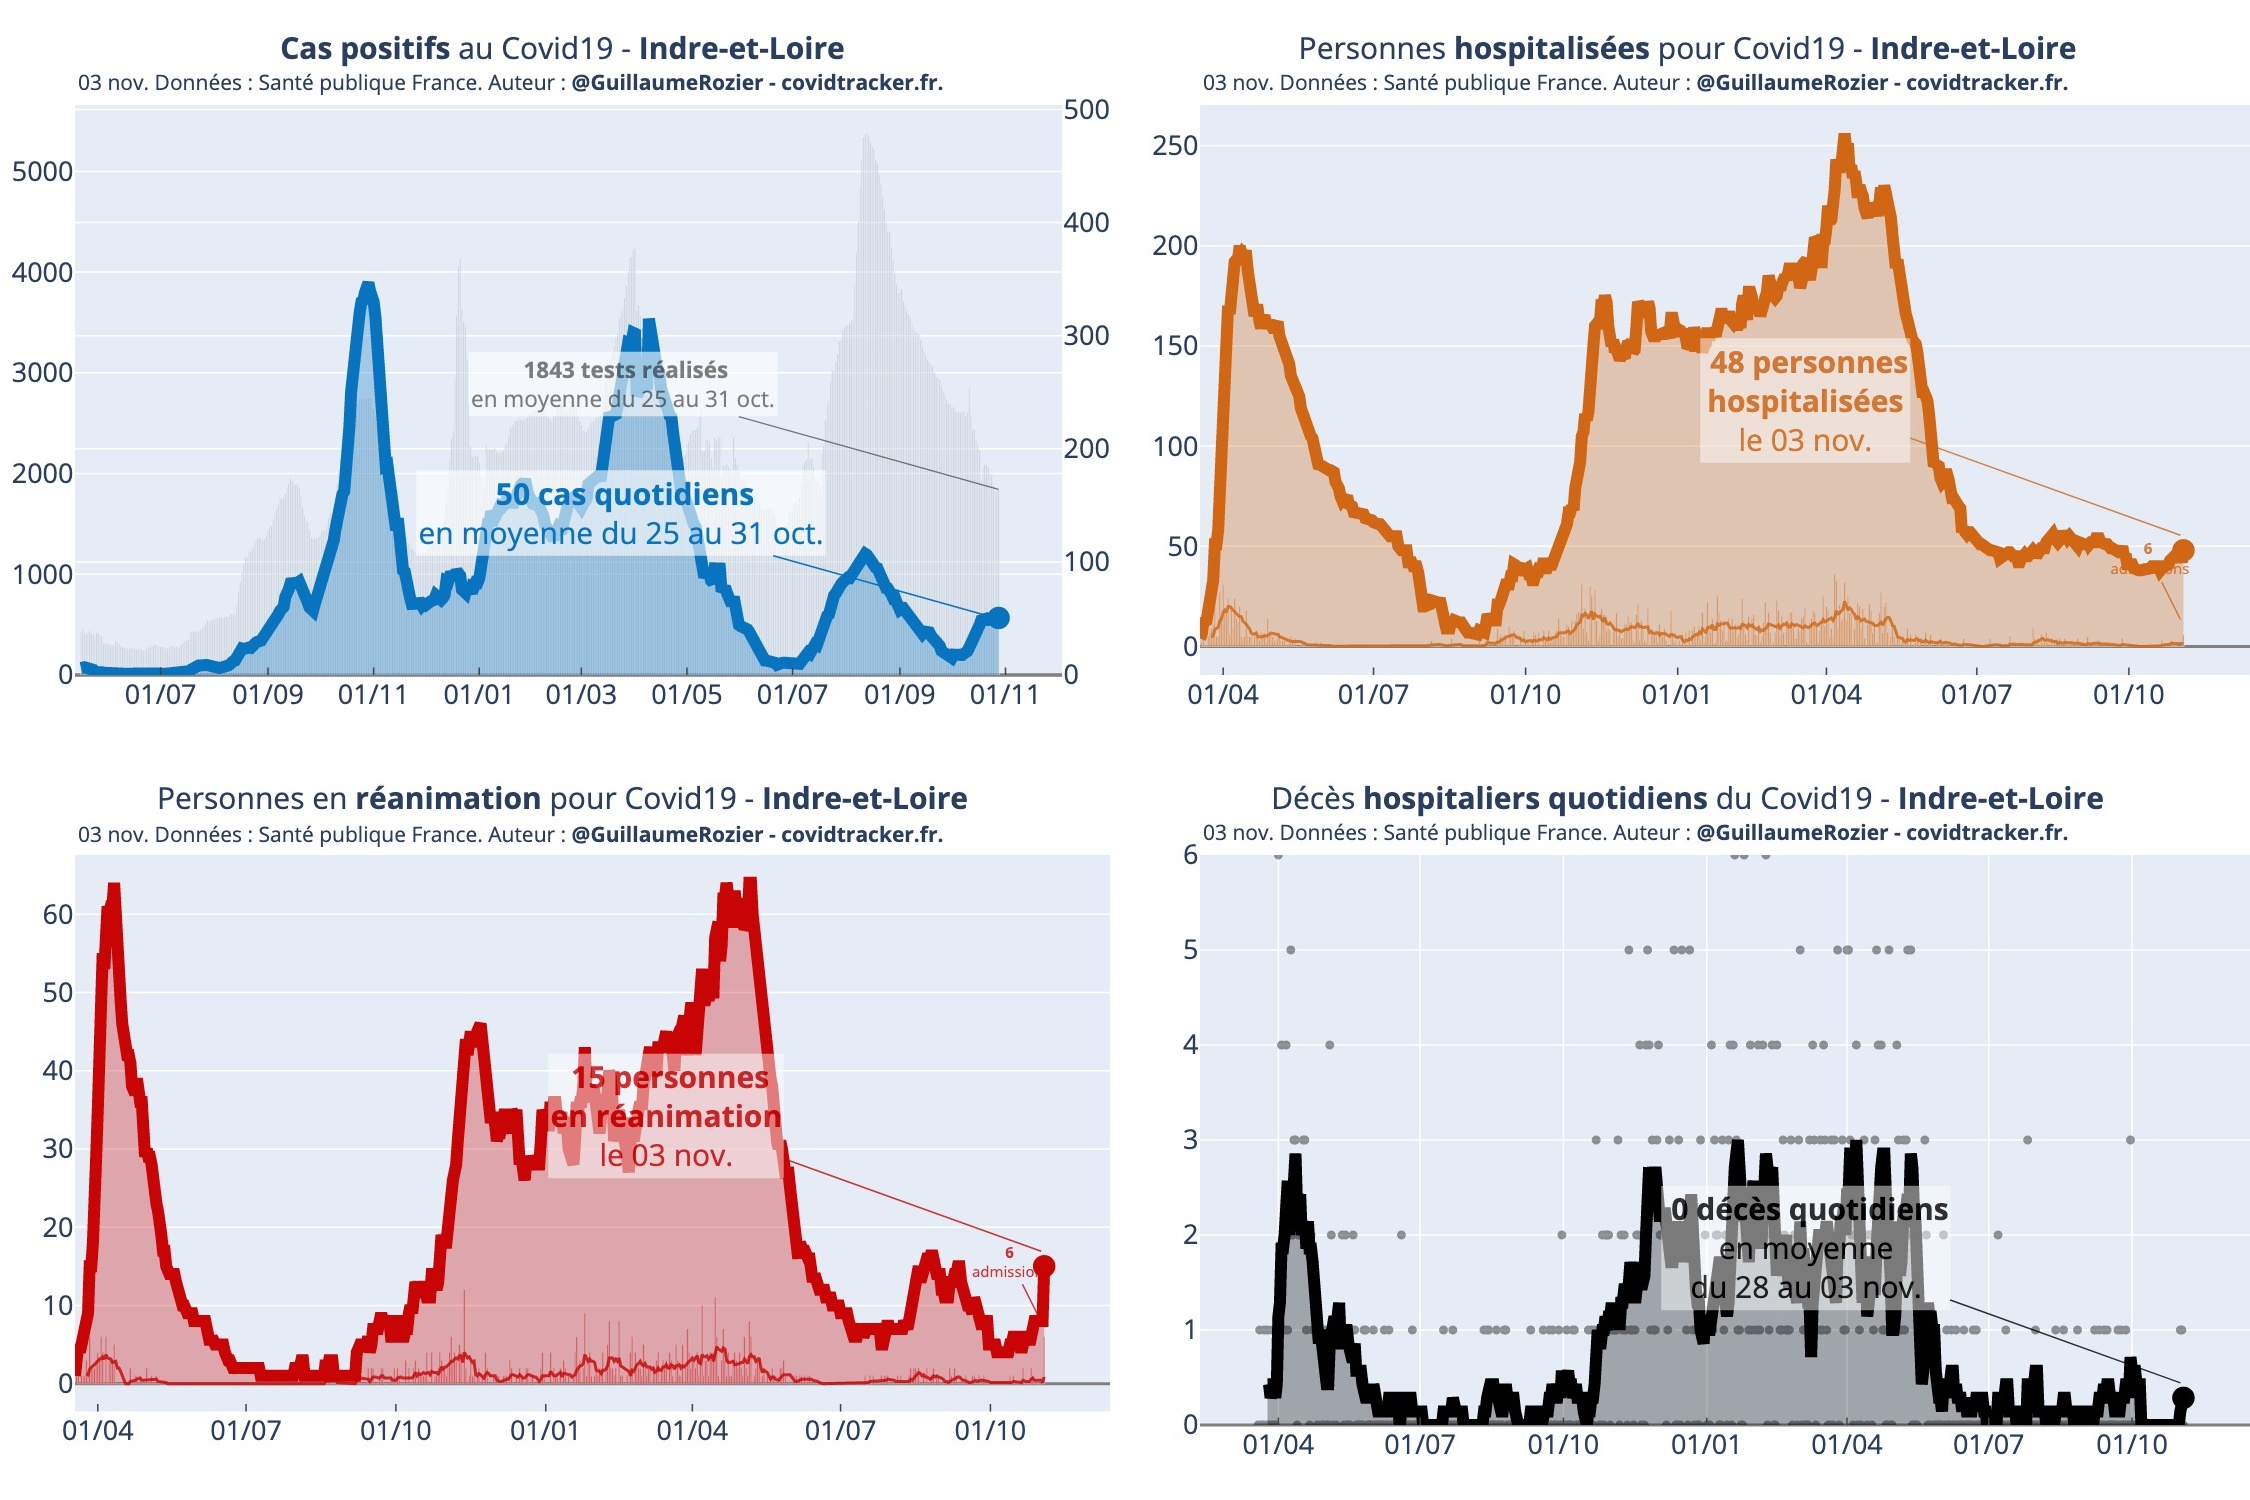 Cas positifs au Covid19 - Indre-et-Loire
03 nov. Données : Santé publique France. Auteur : @GuillaumeRozier - covidtracker.fr.
500
5000
400
4000
300
3000
200
2000
100
1000
0
0
1843 tests réalisés
en moyenne du 25 au 31 oct.
50 cas quotidiens
en moyenne du 25 au 31 oct.
01/07 01/09 01/11 01/01 01/03 01/05 01/07 01/09 01/11
Personnes hospitalisées pour Covid19 - Indre-et-Loire
03 nov. Données : Santé publique France. Auteur : @GuillaumeRozier - covidtracker.fr.
250
200
150
100
50
0
48 personnes
hospitalisées
le 03 nov.
6
admissions
01/04 01/07 01/10 01/01 01/04 01/07 01/10
Personnes en réanimation pour Covid19 - Indre-et-Loire
03 nov. Données : Santé publique France. Auteur : @GuillaumeRozier - covidtracker.fr.
60
50
40
30
20
10
0
15 personnes
en réanimation
le 03 nov.
6
admission
01/04 01/07 01/10 01/01 01/04 01/07 01/10
Décès hospitaliers quotidiens du Covid19 - Indre-et-Loire
03 nov. Données : Santé publique France. Auteur : @GuillaumeRozier - covidtracker.fr.
6
5
4
3
2
1
0
0 décès quotidiens
en moyenne
du 28 au 03 nov.
01/04 01/07 01/10 01/01 01/04 01/07 01/10